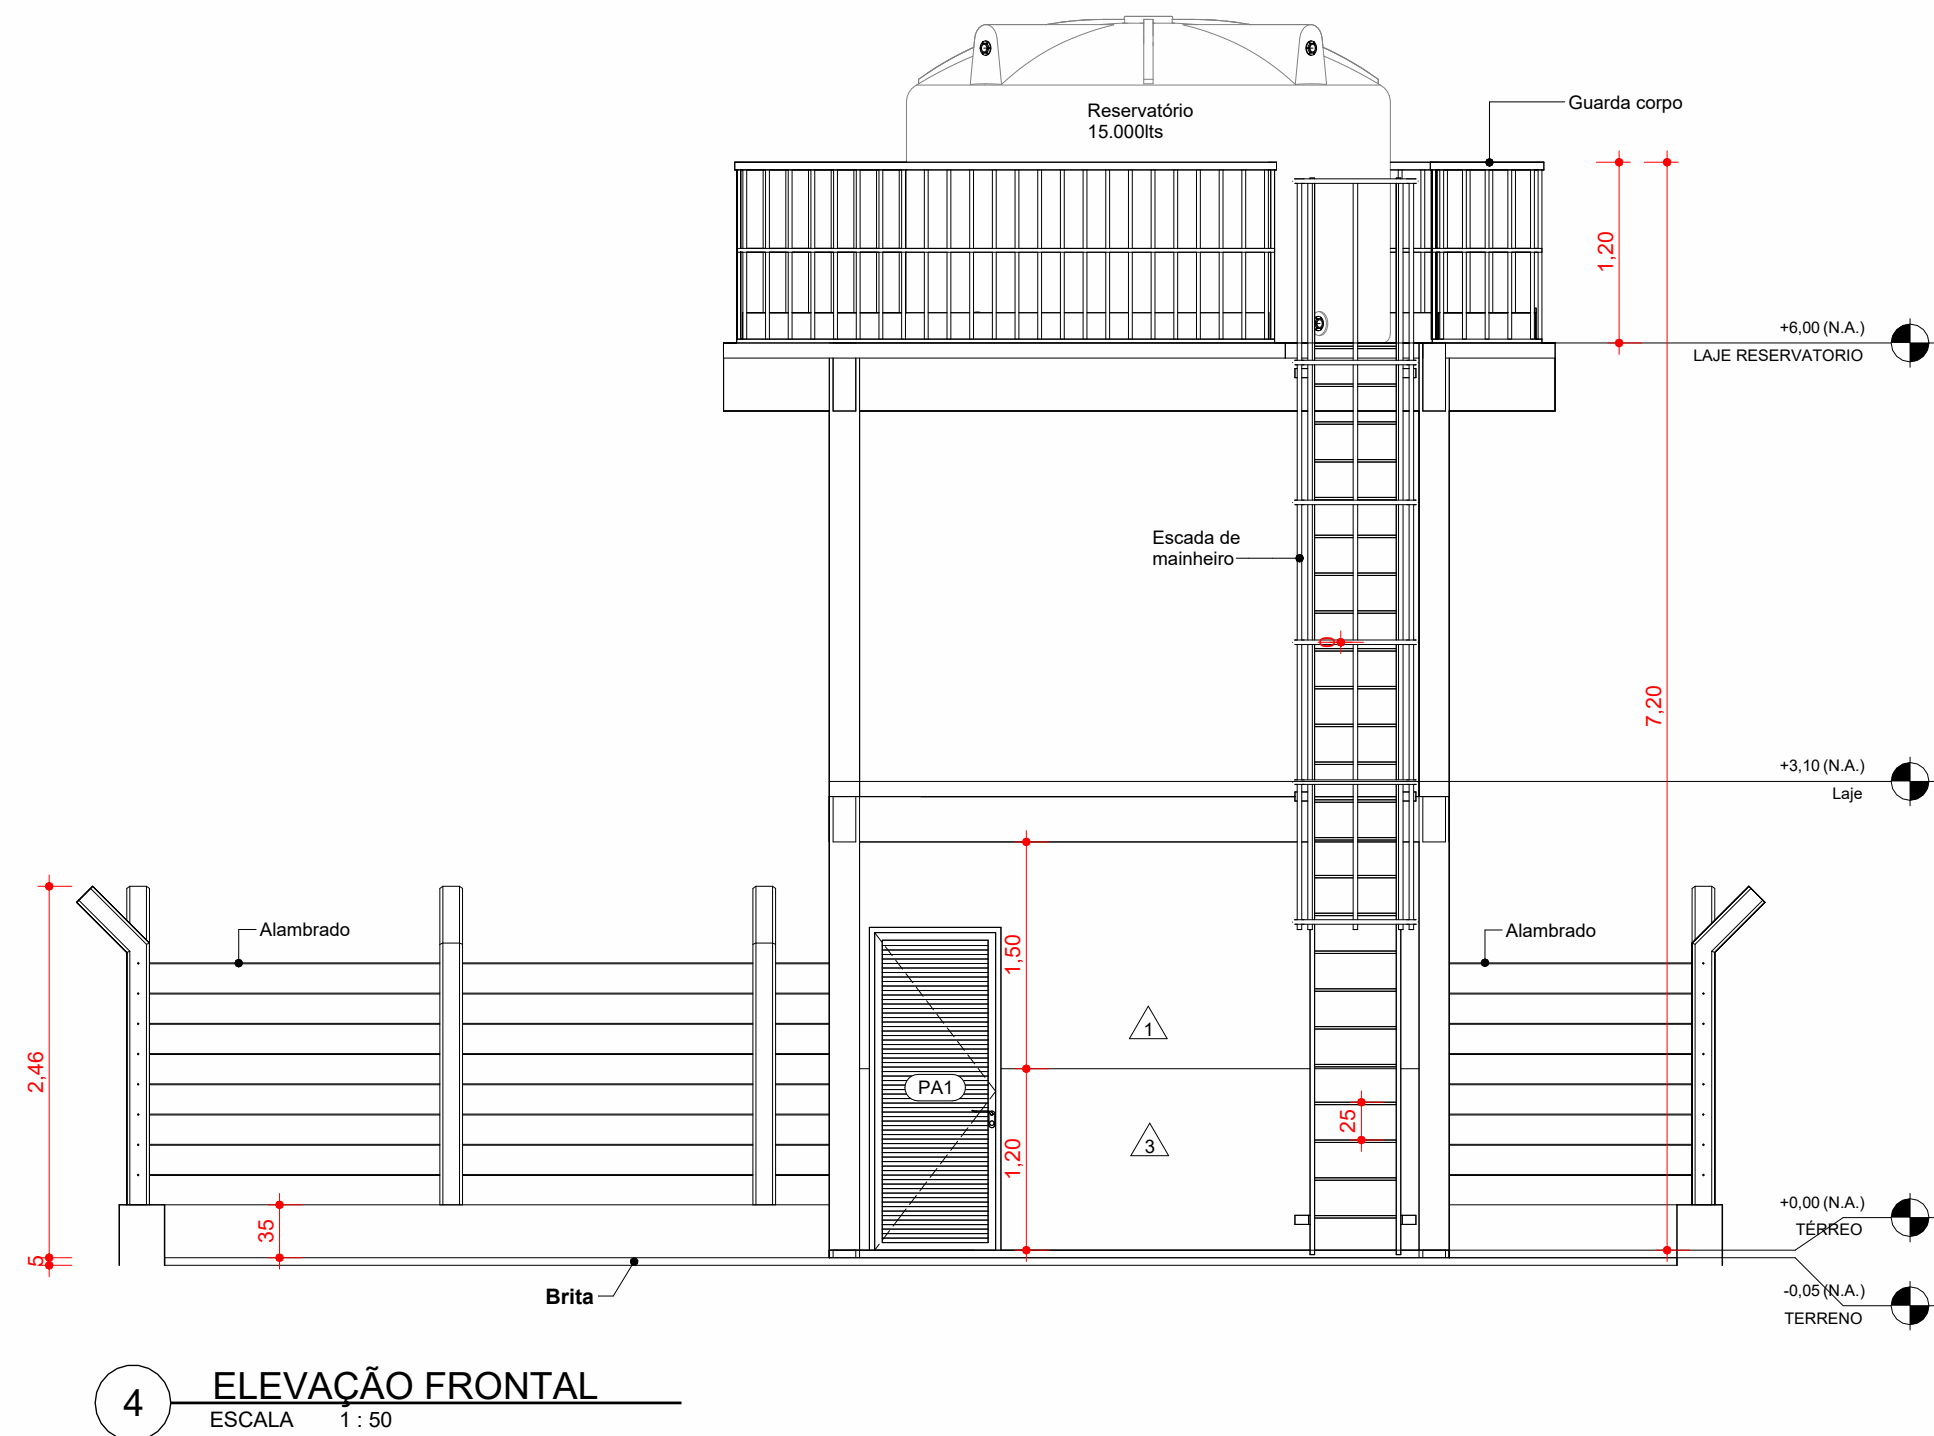 Reservatório
15.000lts
Guarda corpo
1,20
+6,00 (N.A.)
LAJE RESERVATORIO
Escada de
mainheiro
0
7,20
+3,10 (N.A.)
Laje
Alambrado
Alambrado
1,50
1
2,46
PA1
25
3
1,20
35
5
+0,00 (N.A.)
TÉRREO
Brita
-0,05 (N.A.)
TERRENO
4
ELEVAÇÃO FRONTAL
ESCALA 1 : 50